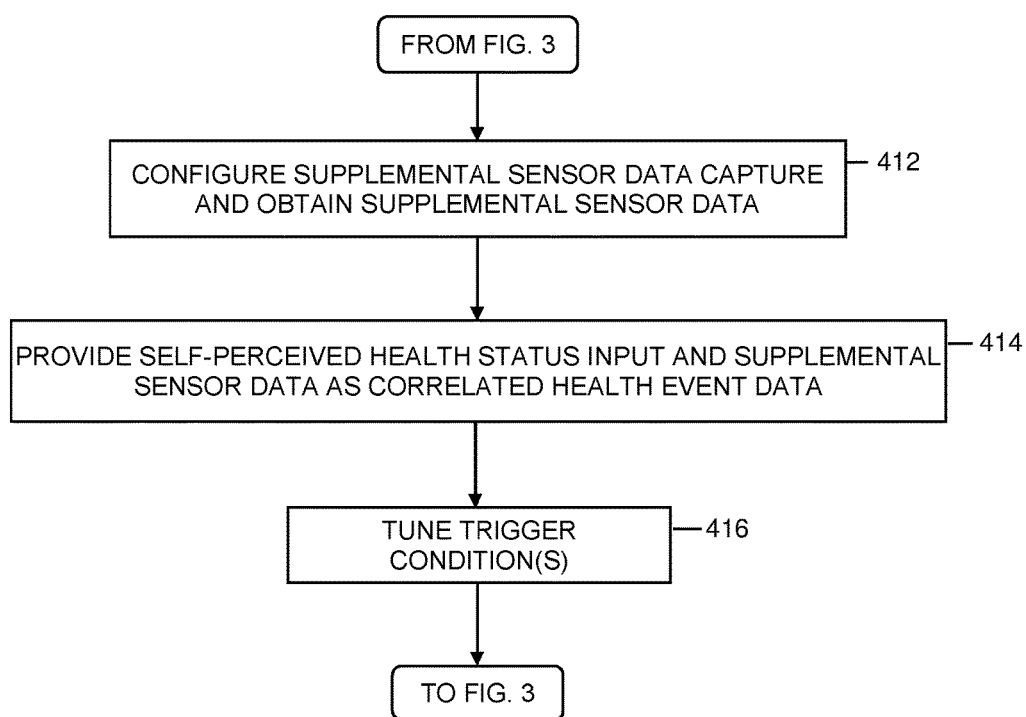 FROM FIG. 3
CONFIGURE SUPPLEMENTAL SENSOR DATA CAPTURE
AND OBTAIN SUPPLEMENTAL SENSOR DATA
412
PROVIDE SELF-PERCEIVED HEALTH STATUS INPUT AND SUPPLEMENTAL
SENSOR DATA AS CORRELATED HEALTH EVENT DATA
414
TUNE TRIGGER
CONDITION(S)
416
TO FIG. 3